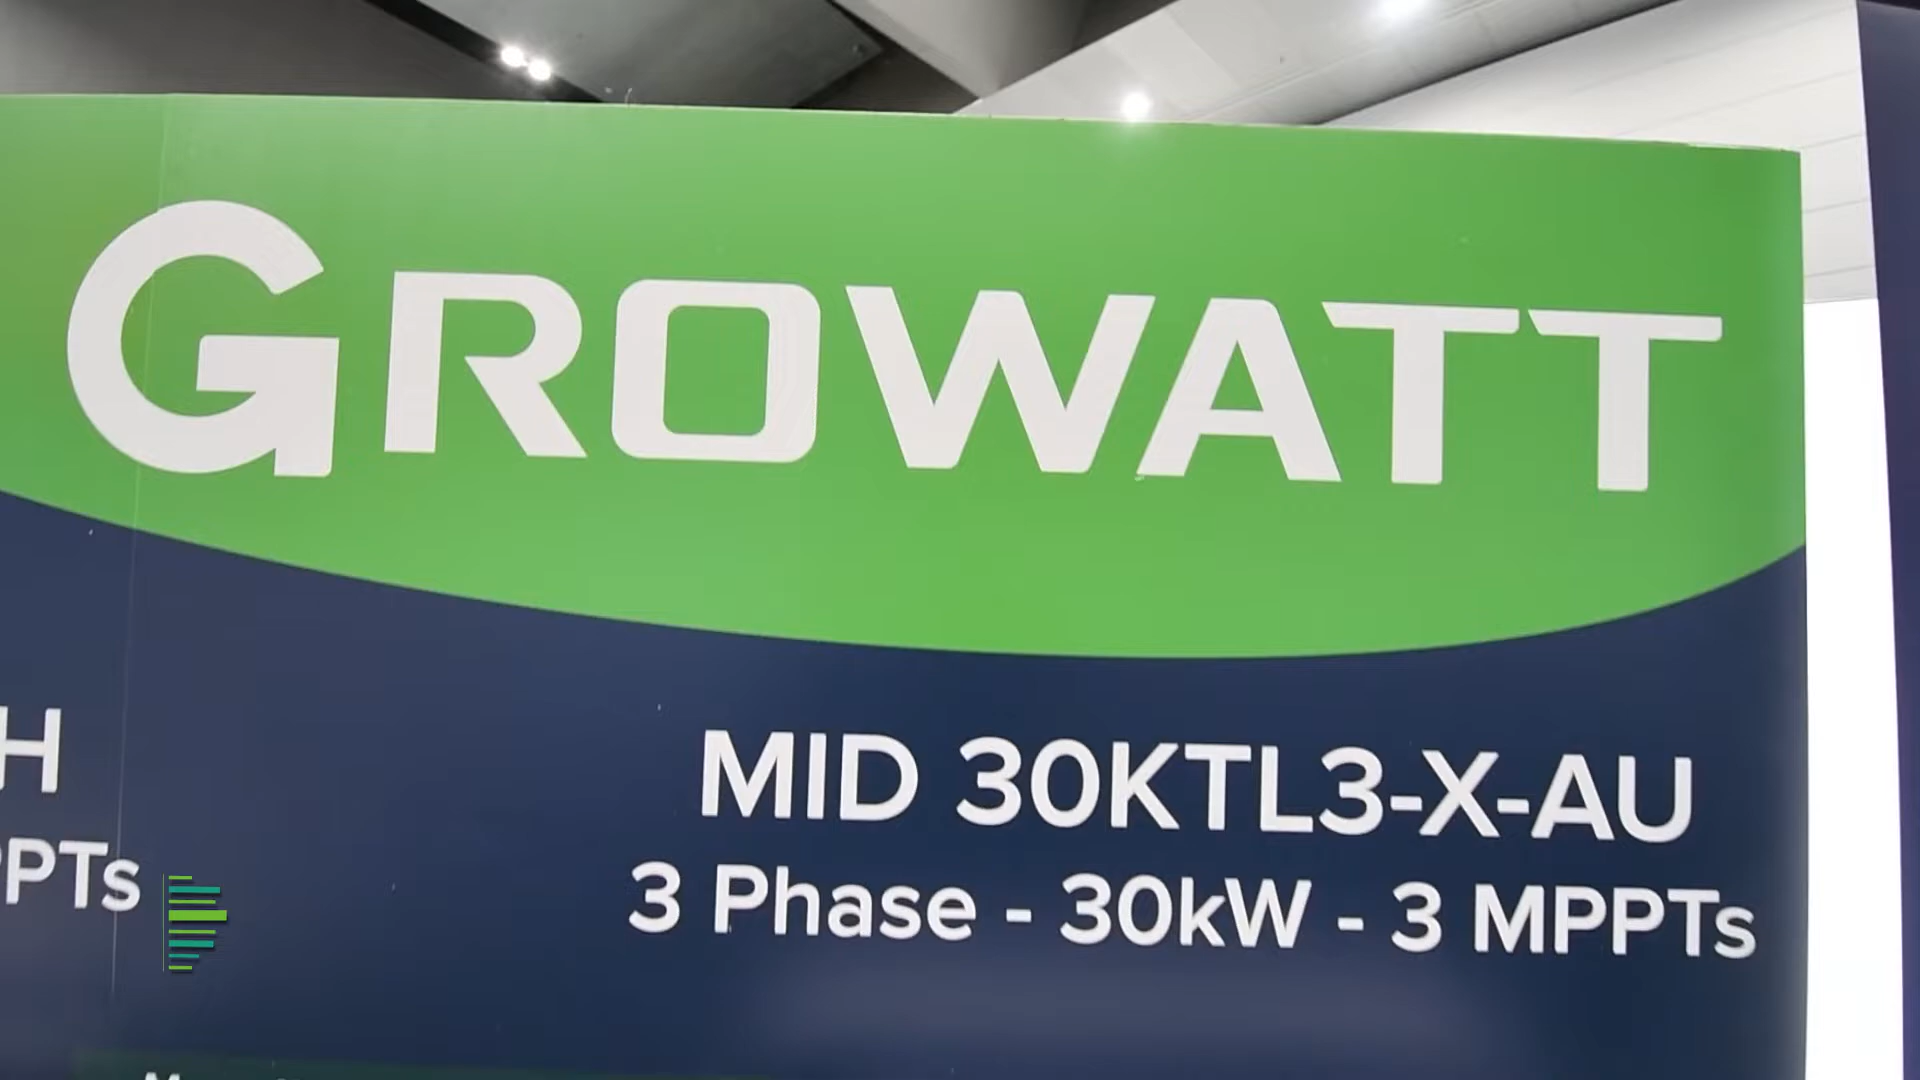 GROWATT
H
MID 30KTL3-X-AU
PPTs
3 Phase - 30kW - 3 MPPTs